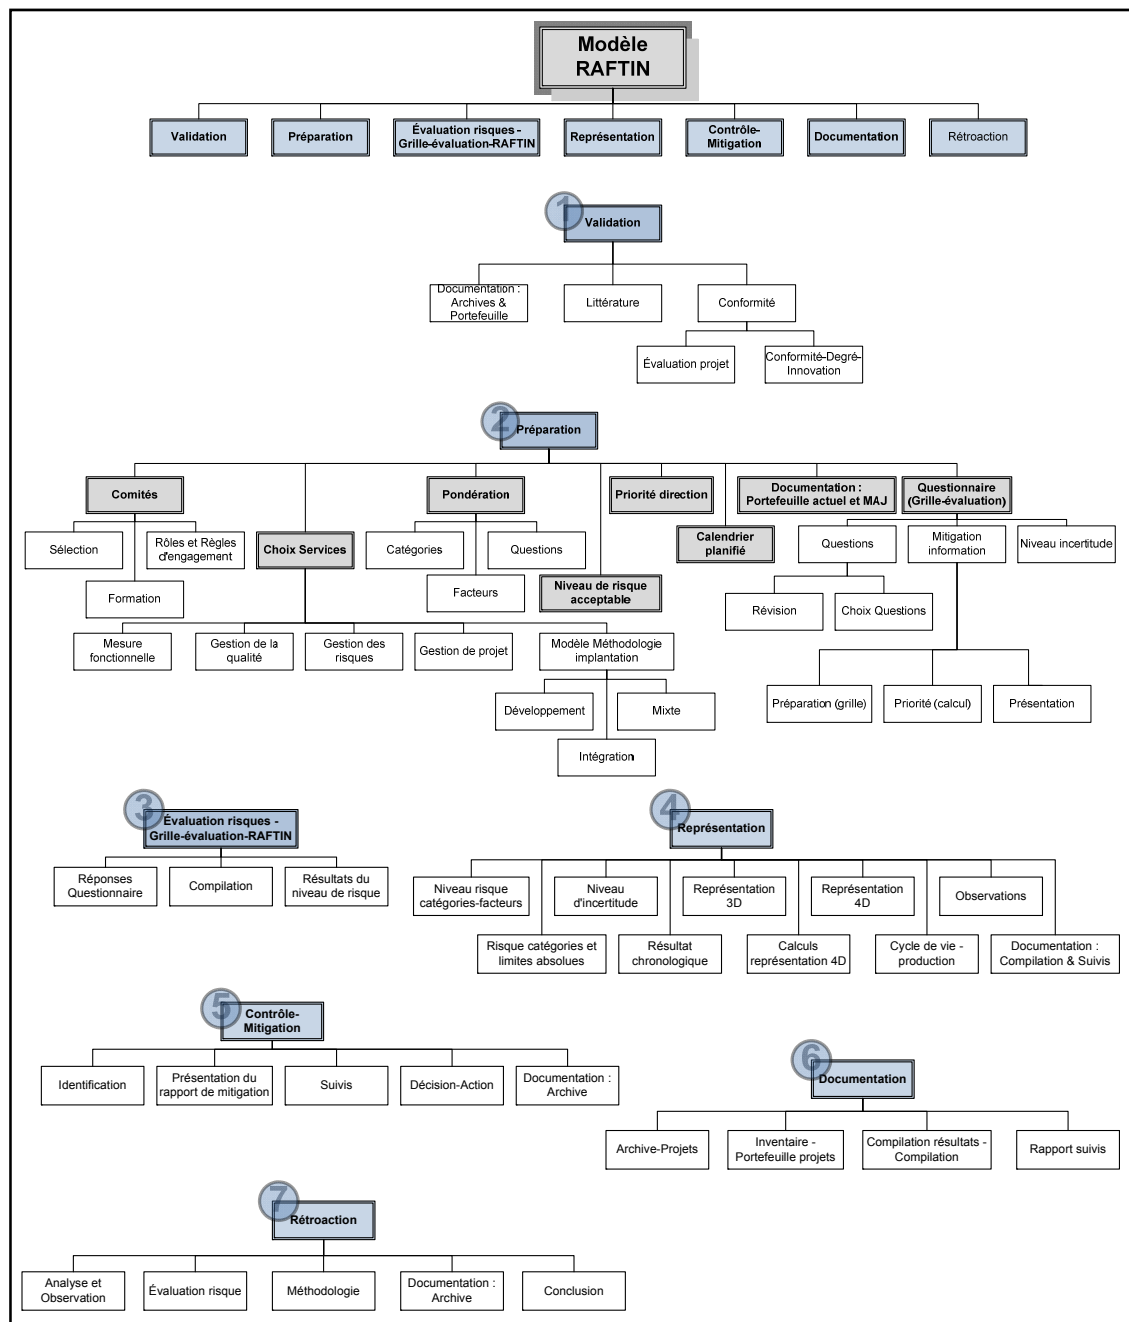 Modèle
RAFTIN
Validation
Préparation
Évaluation risques -
Grille-évaluation-RAFTIN
Représentation
Contrôle-
Mitigation
Documentation
Rétroaction
1
Validation
Documentation :
Archives &
Portefeuille
Littérature
Conformité
Évaluation projet
Conformité-Degré-
Innovation
2
Préparation
Comités
Pondération
Priorité direction
Documentation :
Portefeuille actuel et MAJ
Questionnaire
(Grille-évaluation)
Sélection
Rôles et Règles
d'engagement
Choix Services
Catégories
Questions
Calendrier
planifié
Questions
Mitigation
information
Niveau incertitude
Formation
Facteurs
Niveau de risque
acceptable
Révision
Choix Questions
Mesure
fonctionnelle
Gestion de la
qualité
Gestion des
risques
Gestion de projet
Modèle Méthodologie
implantation
Développement
Mixte
Préparation (grille)
Priorité (calcul)
Présentation
Intégration
3
Évaluation risques -
Grille-évaluation-RAFTIN
Réponses
Questionnaire
Compilation
Résultats du
niveau de risque
4
Représentation
Niveau risque
catégories-facteurs
Niveau
d'incertitude
Représentation
3D
Représentation
4D
Observations
Risque catégories et
limites absolues
Résultat
chronologique
Calculs
représentation 4D
Cycle de vie -
production
Documentation :
Compilation & Suivis
5
Contrôle-
Mitigation
Identification
Présentation du
rapport de mitigation
Suivis
Décision-Action
Documentation :
Archive
6
Documentation
Archive-Projets
Inventaire -
Portefeuille projets
Compilation résultats -
Compilation
Rapport suivis
7
Rétroaction
Analyse et
Observation
Évaluation risque
Méthodologie
Documentation :
Archive
Conclusion